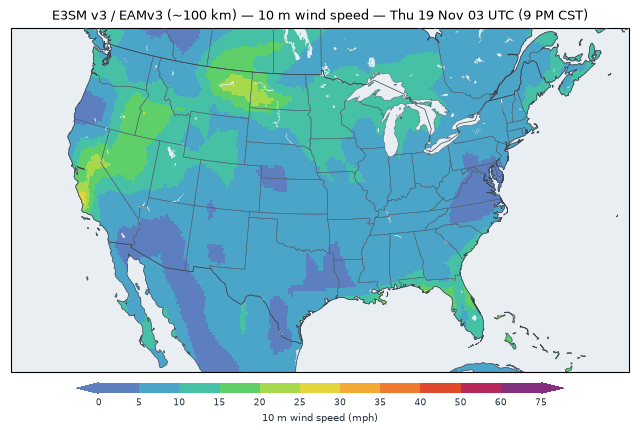 E3SM v3 / EAMv3 (~100 km) — 10 m wind speed — Thu 19 Nov 03 UTC (9 PM CST)
0 5 10 15 20 25 30 35 40 50 60 75
10 m wind speed (mph)